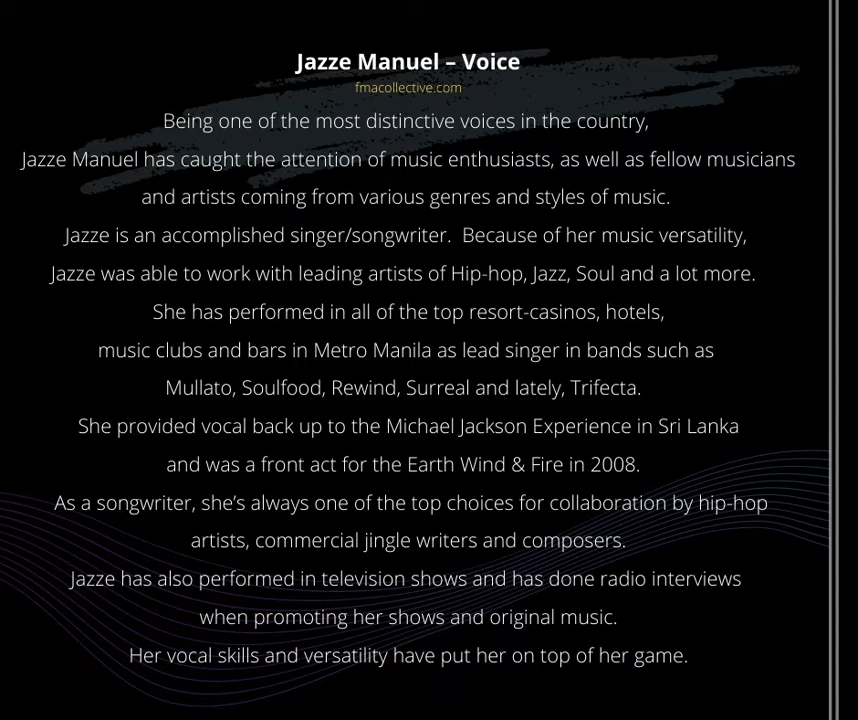 Jazze Manuel – Voice
fmacollective.com
Being one of the most distinctive voices in the country,
Jazze Manuel has caught the attention of music enthusiasts, as well as fellow musicians
and artists coming from various genres and styles of music.
Jazze is an accomplished singer/songwriter.  Because of her music versatility,
Jazze was able to work with leading artists of Hip-hop, Jazz, Soul and a lot more.
She has performed in all of the top resort-casinos, hotels,
music clubs and bars in Metro Manila as lead singer in bands such as
Mullato, Soulfood, Rewind, Surreal and lately, Trifecta.
She provided vocal back up to the Michael Jackson Experience in Sri Lanka
and was a front act for the Earth Wind & Fire in 2008.
As a songwriter, she’s always one of the top choices for collaboration by hip-hop
artists, commercial jingle writers and composers.
Jazze has also performed in television shows and has done radio interviews
when promoting her shows and original music.
Her vocal skills and versatility have put her on top of her game.